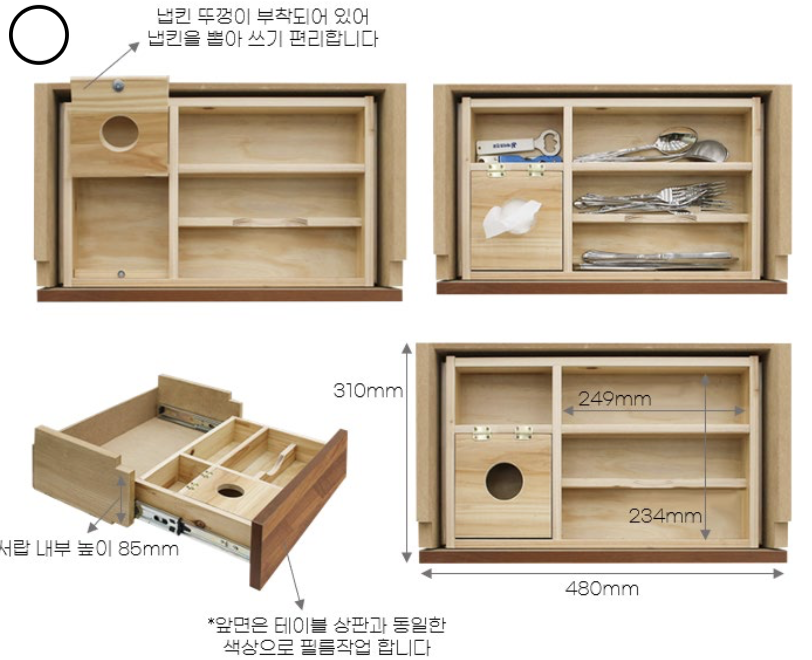 냅킨 뚜껑이 부착되어 있어
냅킨을 뽑아 쓰기 편리합니다
310mm
249mm
234mm
480mm
서랍 내부 높이 85mm
*앞면은 테이블 상판과 동일한
색상으로 필름작업 합니다